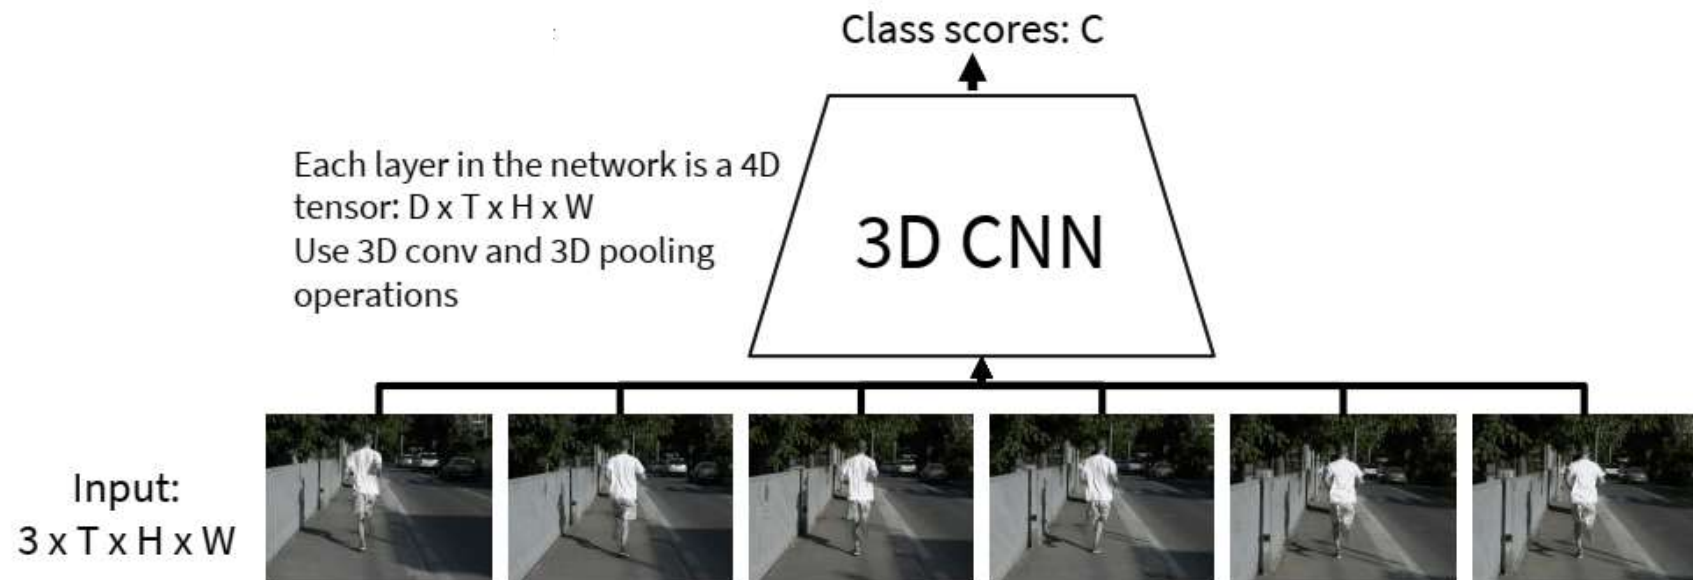 Class scores: C
Each layer in the network is a 4D
tensor: D x T x H x W
Use 3D conv and 3D pooling
operations
3D CNN
Input:
3 x T x H x W